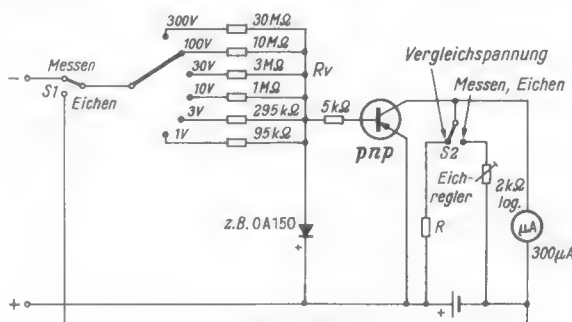 300V 30MΩ
100V 10MΩ
30V 3MΩ
10V 1MΩ
3V 295kΩ
1V 95kΩ
Rv
Messen
S1
Eichen
−
+
5kΩ
pnp
Vergleichspannung
Messen, Eichen
S2
Eich-
regler
2kΩ
log.
R
µA
300µA
z.B. OA150
+
+